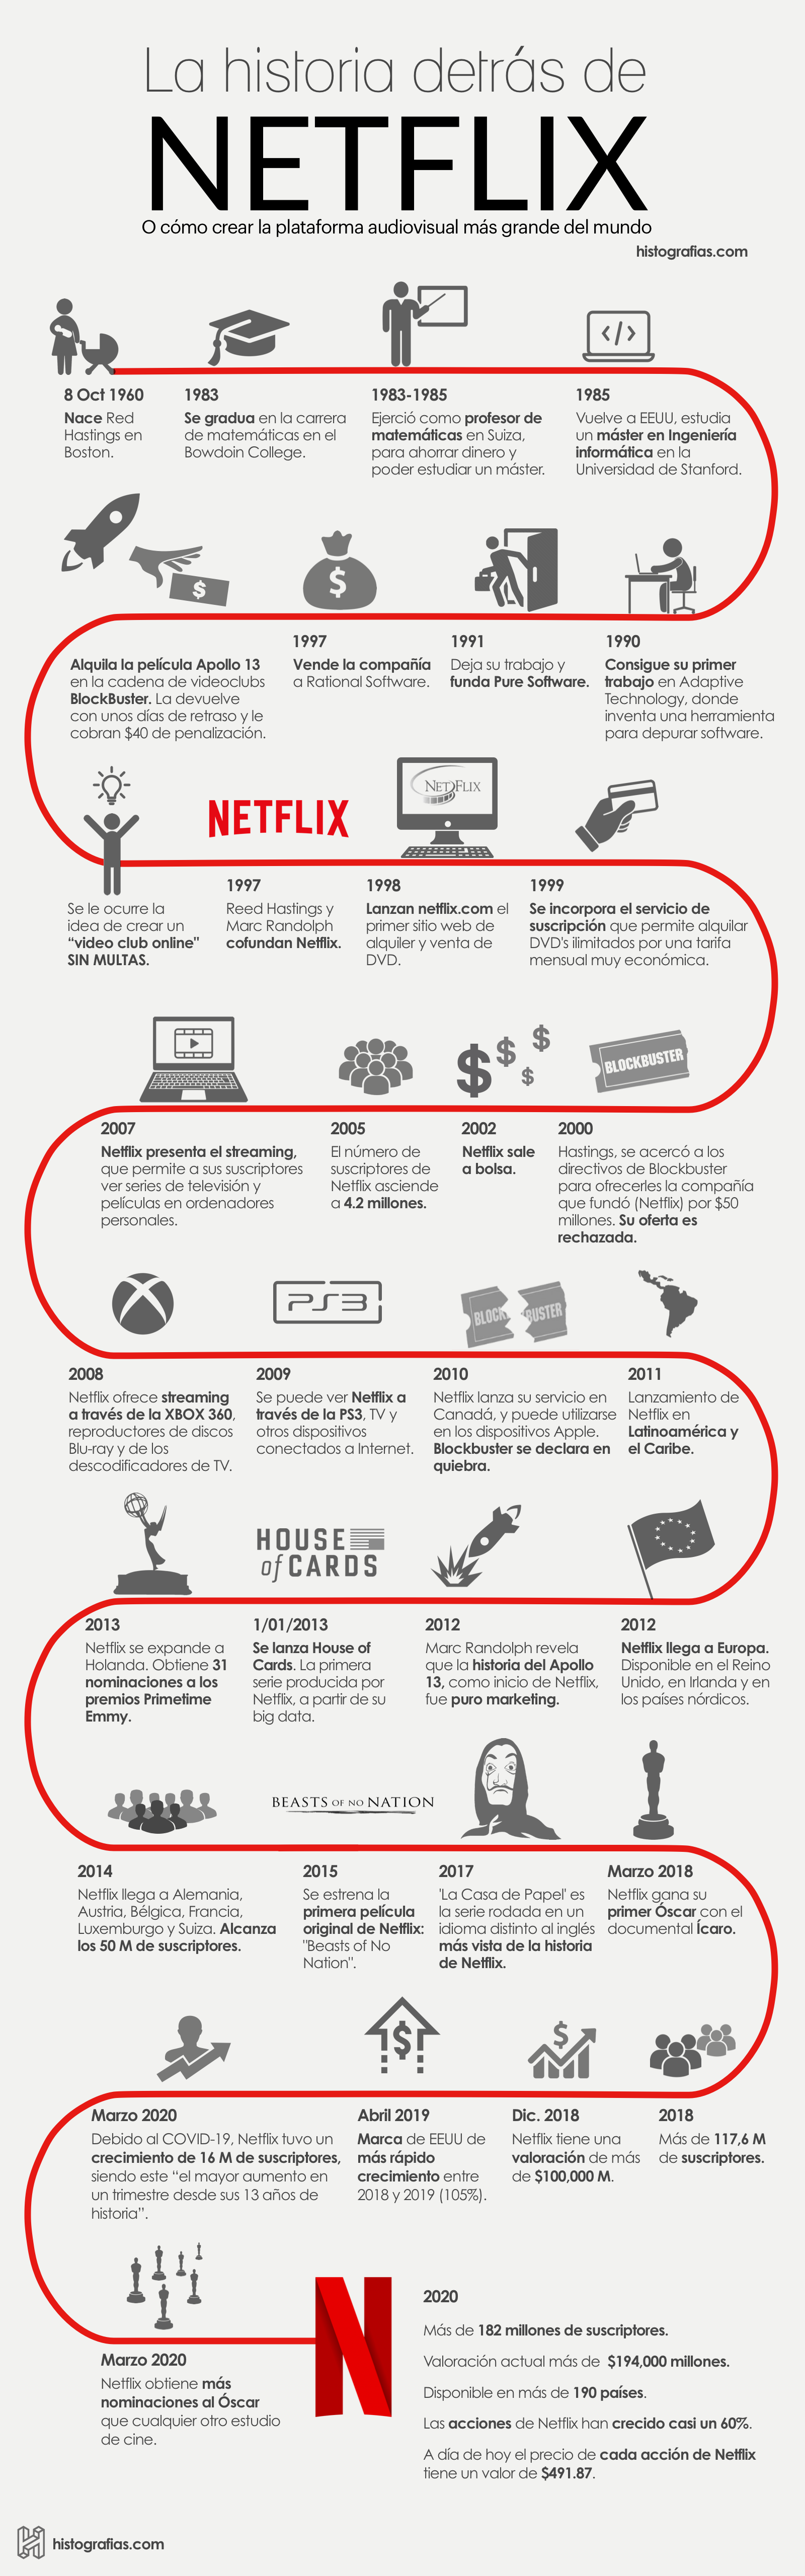 La historia detrás de
NETFLIX
O cómo crear la plataforma audiovisual más grande del mundo
histografias.com
8 Oct 1960
Nace Red
Hastings en
Boston.
1983
Se gradua en la carrera
de matemáticas en el
Bowdoin College.
1983-1985
Ejerció como profesor de
matemáticas en Suiza,
para ahorrar dinero y
poder estudiar un máster.
1985
Vuelve a EEUU, estudia
un máster en Ingeniería
informática en la
Universidad de Stanford.
1990
Consigue su primer
trabajo en Adaptive
Technology, donde
inventa una herramienta
para depurar software.
1991
Deja su trabajo y
funda Pure Software.
1997
Vende la compañía
a Rational Software.
Alquila la película Apollo 13
en la cadena de videoclubs
BlockBuster. La devuelve
con unos días de retraso y le
cobran $40 de penalización.
Se le ocurre la
idea de crear un
“video club online"
SIN MULTAS.
NETFLIX
1997
Reed Hastings y
Marc Randolph
cofundan Netflix.
NETFLIX
1998
Lanzan netflix.com el
primer sitio web de
alquiler y venta de
DVD.
1999
Se incorpora el servicio de
suscripción que permite alquilar
DVD's ilimitados por una tarifa
mensual muy económica.
BLOCKBUSTER
2000
Hastings, se acercó a los
directivos de Blockbuster
para ofrecerles la compañía
que fundó (Netflix) por $50
millones. Su oferta es
rechazada.
2002
Netflix sale
a bolsa.
2005
El número de
suscriptores de
Netflix asciende
a 4.2 millones.
2007
Netflix presenta el streaming,
que permite a sus suscriptores
ver series de televisión y
películas en ordenadores
personales.
2008
Netflix ofrece streaming
a través de la XBOX 360,
reproductores de discos
Blu-ray y de los
descodificadores de TV.
PS3
2009
Se puede ver Netflix a
través de la PS3, TV y
otros dispositivos
conectados a Internet.
BLOCKBUSTER
2010
Netflix lanza su servicio en
Canadá, y puede utilizarse
en los dispositivos Apple.
Blockbuster se declara en
quiebra.
2011
Lanzamiento de
Netflix en
Latinoamérica y
el Caribe.
2012
Netflix llega a Europa.
Disponible en el Reino
Unido, en Irlanda y en
los países nórdicos.
2012
Marc Randolph revela
que la historia del Apollo
13, como inicio de Netflix,
fue puro marketing.
HOUSE
of CARDS
1/01/2013
Se lanza House of
Cards. La primera
serie producida por
Netflix, a partir de su
big data.
2013
Netflix se expande a
Holanda. Obtiene 31
nominaciones a los
premios Primetime
Emmy.
2014
Netflix llega a Alemania,
Austria, Bélgica, Francia,
Luxemburgo y Suiza. Alcanza
los 50 M de suscriptores.
BEASTS OF NO NATION
2015
Se estrena la
primera película
original de Netflix:
"Beasts of No
Nation".
2017
'La Casa de Papel' es
la serie rodada en un
idioma distinto al inglés
más vista de la historia
de Netflix.
Marzo 2018
Netflix gana su
primer Óscar con el
documental Ícaro.
2018
Más de 117,6 M
de suscriptores.
Dic. 2018
Netflix tiene una
valoración de más
de $100,000 M.
Abril 2019
Marca de EEUU de
más rápido
crecimiento entre
2018 y 2019 (105%).
Marzo 2020
Debido al COVID-19, Netflix tuvo un
crecimiento de 16 M de suscriptores,
siendo este “el mayor aumento en
un trimestre desde sus 13 años de
historia”.
Marzo 2020
Netflix obtiene más
nominaciones al Óscar
que cualquier otro estudio
de cine.
2020
Más de 182 millones de suscriptores.
Valoración actual más de $194,000 millones.
Disponible en más de 190 países.
Las acciones de Netflix han crecido casi un 60%.
A día de hoy el precio de cada acción de Netflix
tiene un valor de $491.87.
histografias.com